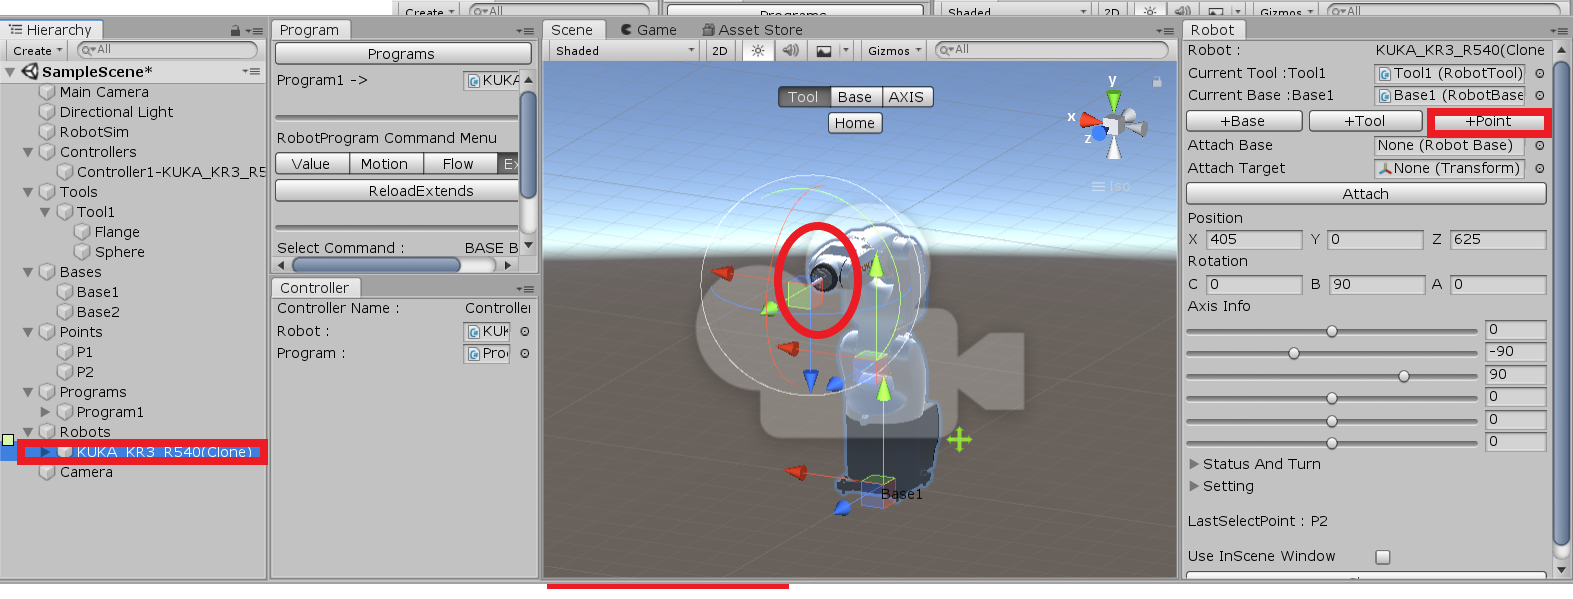 Create
All
Programs
Shaded
2D
Gizmos
All
Hierarchy
Create
All
SampleScene*
Main Camera
Directional Light
RobotSim
Controllers
Controller1-KUKA_KR3_R5
Tools
Tool1
Flange
Sphere
Bases
Base1
Base2
Points
P1
P2
Programs
Program1
Robots
KUKA_KR3_R540(Clone)
Camera
Program
Programs
Program1 -> KUKA
RobotProgram Command Menu
Value Motion Flow Ex
ReloadExtends
Select Command : BASE B
Controller
Controller Name : Controller
Robot : KUK
Program : Pro
Scene Game Asset Store
Shaded 2D Gizmos All
Tool Base AXIS
Home
y
x
z
Iso
KUKA
Base1
Robot
Robot : KUKA_KR3_R540(Clone
Current Tool :Tool1 Tool1 (RobotTool)
Current Base :Base1 Base1 (RobotBase
+Base +Tool +Point
Attach Base None (Robot Base)
Attach Target None (Transform)
Attach
Position
X 405 Y 0 Z 625
Rotation
C 0 B 90 A 0
Axis Info
0
-90
90
0
0
0
Status And Turn
Setting
LastSelectPoint : P2
Use InScene Window